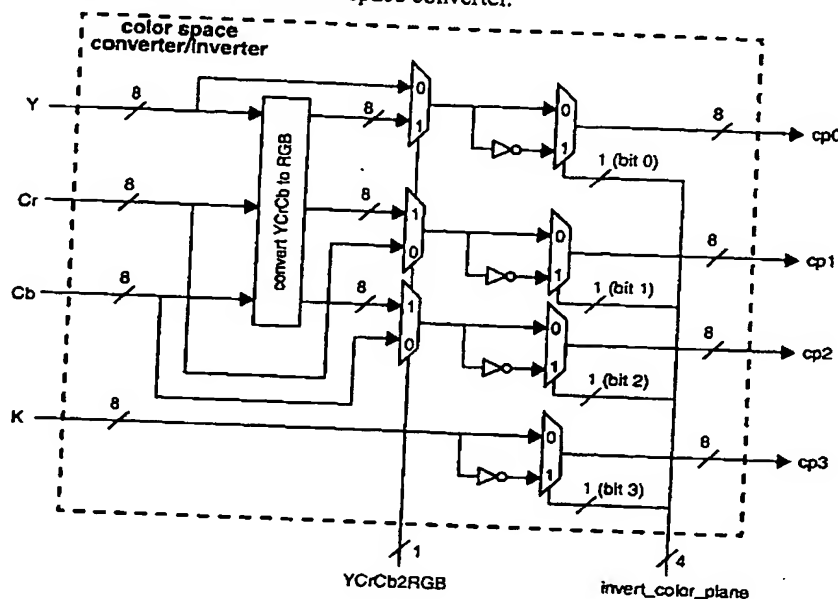 space converter.
color space
converter/inverter
Y
8
0
1
8
convert YCrCb to RGB
0
1
1 (bit 0)
8
cp0
Cr
8
8
1
0
0
1
1 (bit 1)
8
cp1
Cb
8
8
1
0
0
1
1 (bit 2)
8
cp2
K
8
0
1
1 (bit 3)
8
cp3
1
YCrCb2RGB
4
invert_color_plane